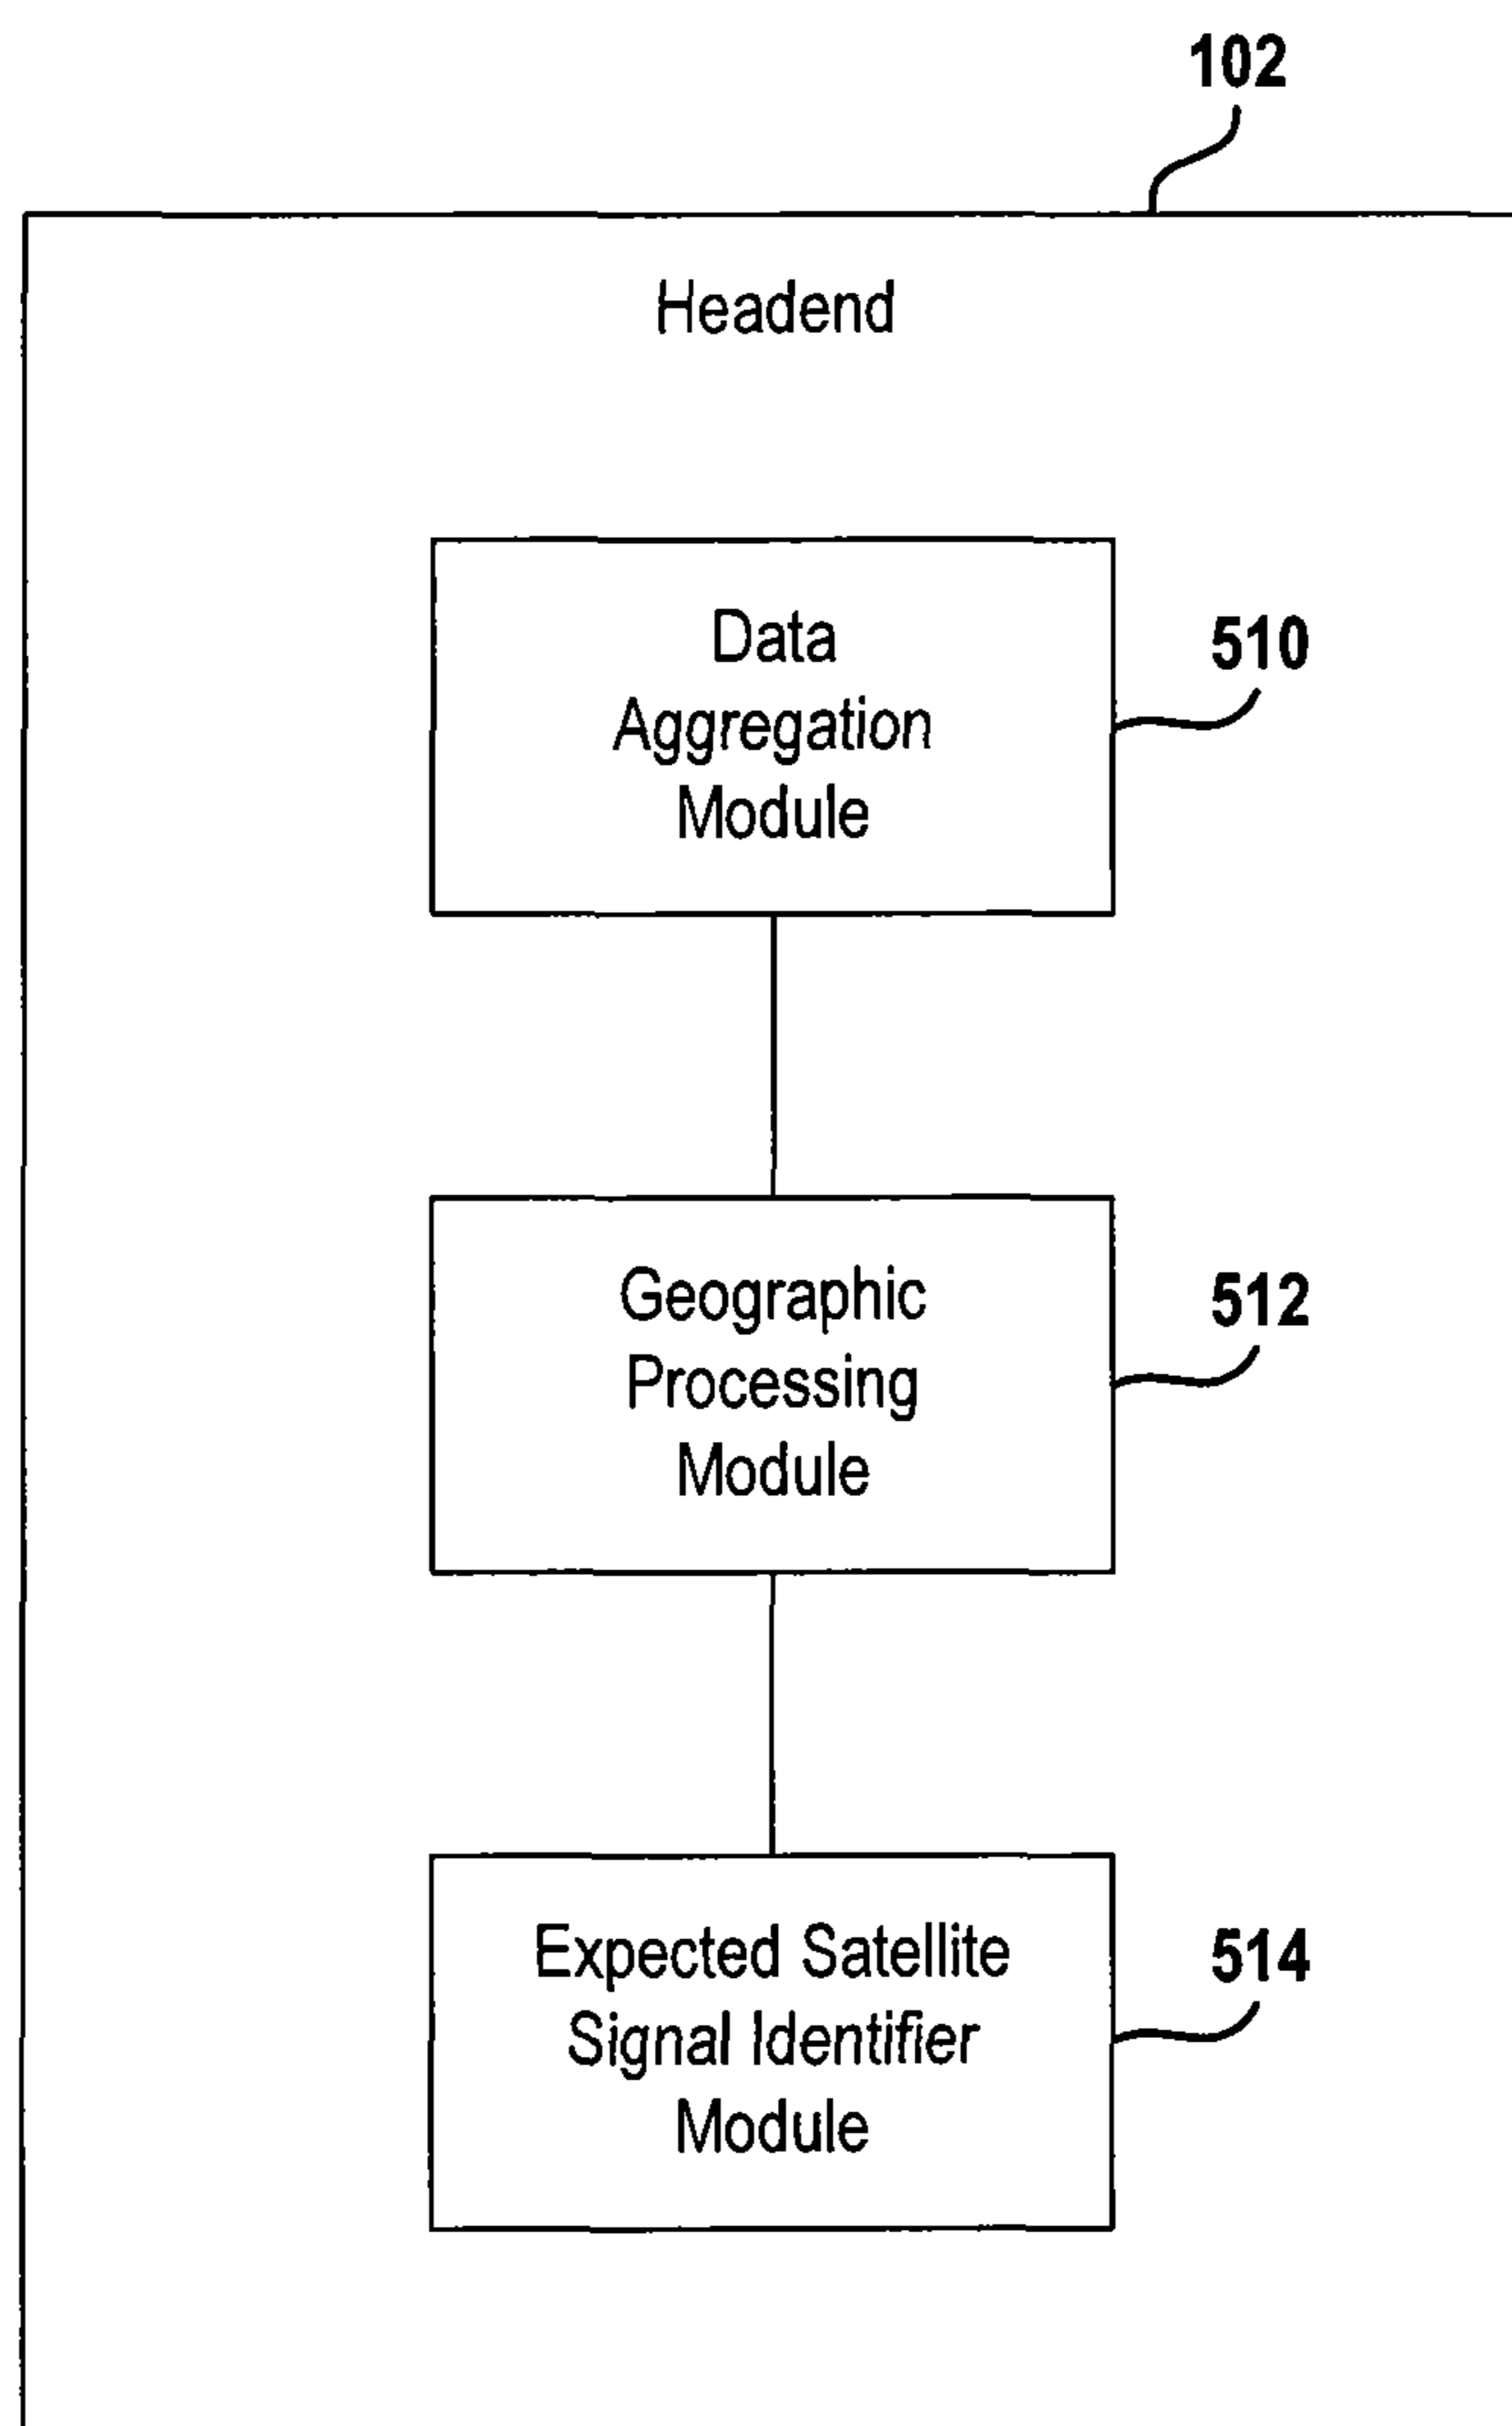 102
Headend
Data
Aggregation
Module
510
Geographic
Processing
Module
512
Expected Satellite
Signal Identifier
Module
514